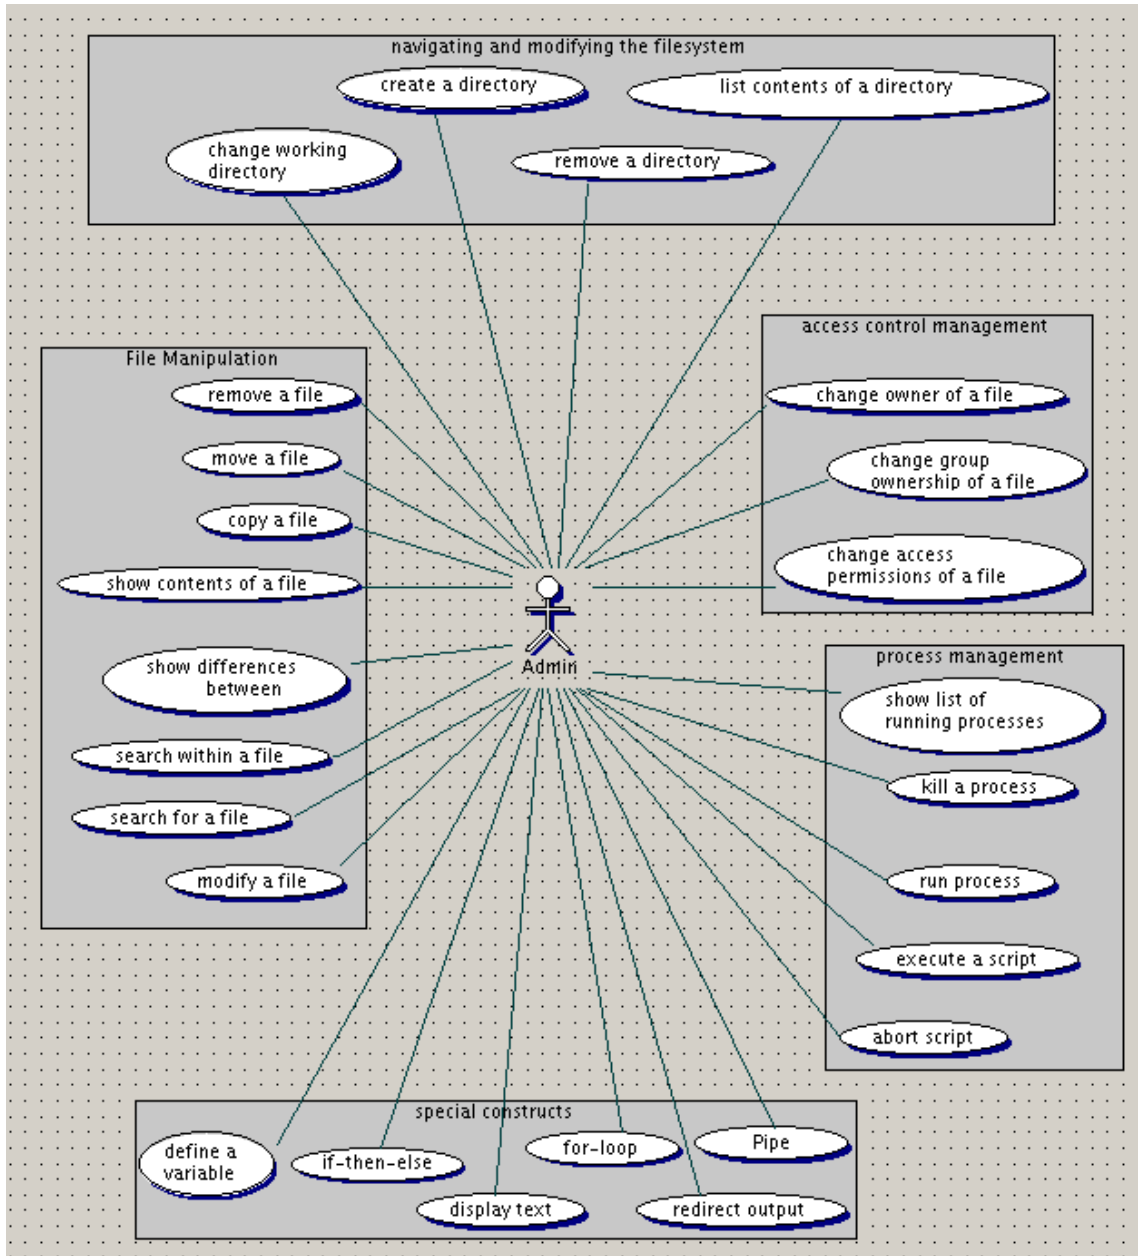 navigating and modifying the filesystem
create a directory
list contents of a directory
change working
directory
remove a directory
access control management
change owner of a file
change group
ownership of a file
change access
permissions of a file
File Manipulation
remove a file
move a file
copy a file
show contents of a file
show differences
between
search within a file
search for a file
modify a file
Admin
process management
show list of
running processes
kill a process
run process
execute a script
abort script
special constructs
define a
variable
if-then-else
display text
for-loop
redirect output
Pipe